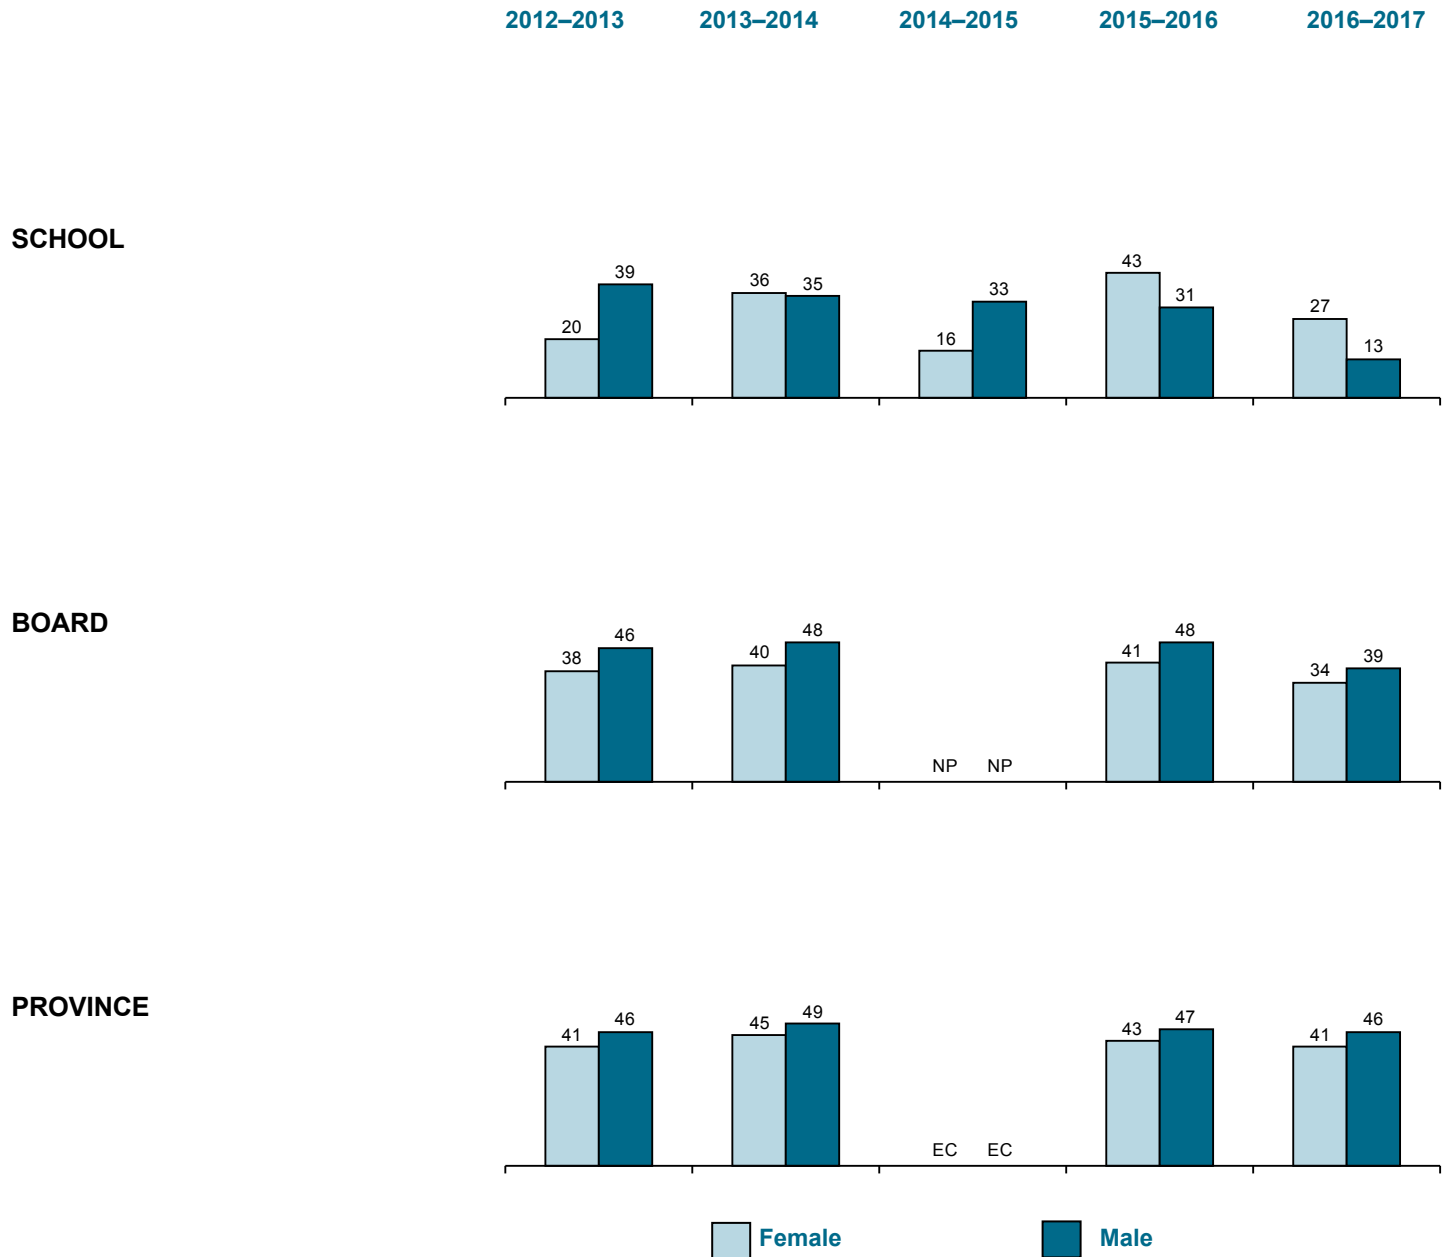 2012–2013 2013–2014 2014–2015 2015–2016 2016–2017
SCHOOL
20 39 36 35 16 33 43 31 27 13
BOARD
38 46 40 48 NP NP 41 48 34 39
PROVINCE
41 46 45 49 EC EC 43 47 41 46
Female Male